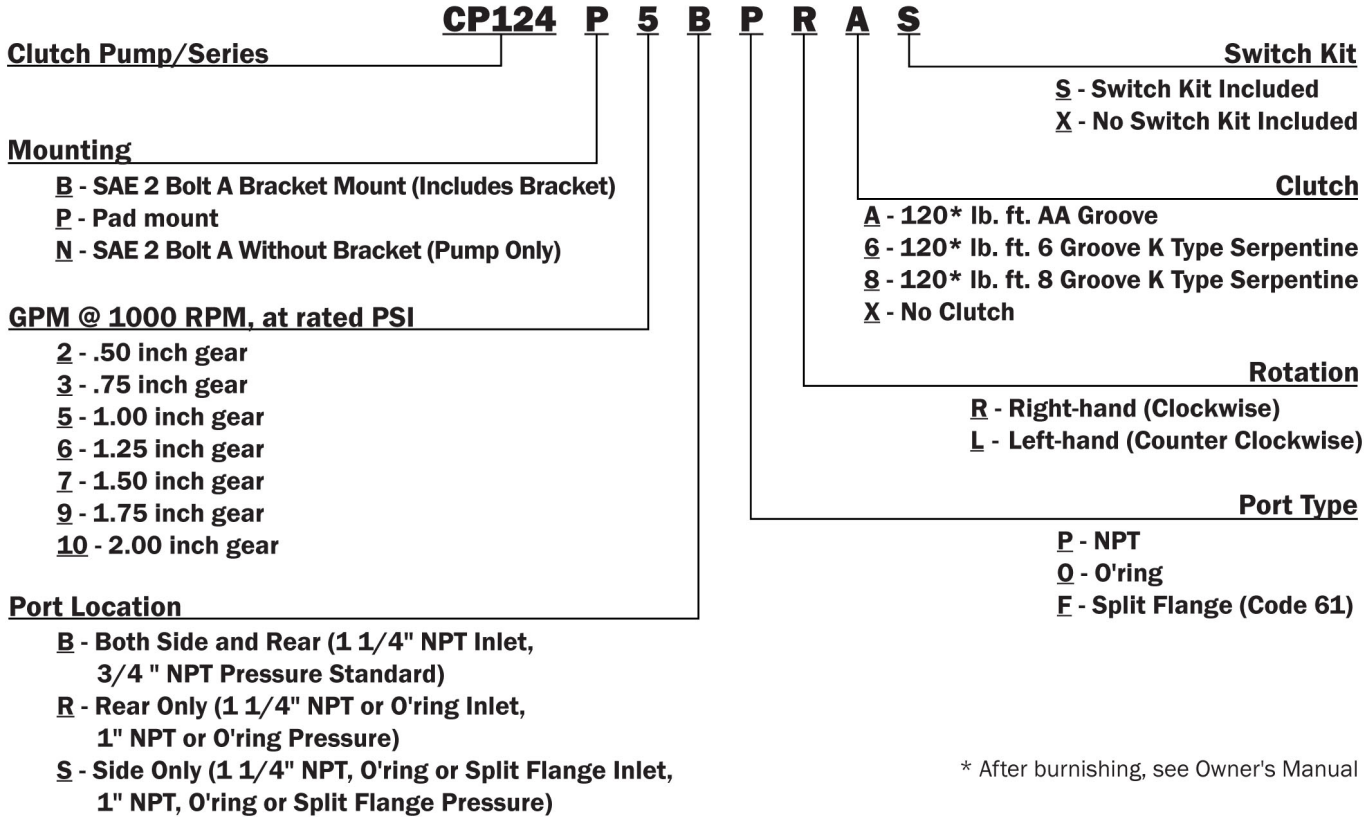 CP124 P 5 B P R A S
Clutch Pump/Series
Mounting
B - SAE 2 Bolt A Bracket Mount (Includes Bracket)
P - Pad mount
N - SAE 2 Bolt A Without Bracket (Pump Only)
GPM @ 1000 RPM, at rated PSI
2 - .50 inch gear
3 - .75 inch gear
5 - 1.00 inch gear
6 - 1.25 inch gear
7 - 1.50 inch gear
9 - 1.75 inch gear
10 - 2.00 inch gear
Port Location
B - Both Side and Rear (1 1/4" NPT Inlet,
3/4 " NPT Pressure Standard)
R - Rear Only (1 1/4" NPT or O'ring Inlet,
1" NPT or O'ring Pressure)
S - Side Only (1 1/4" NPT, O'ring or Split Flange Inlet,
1" NPT, O'ring or Split Flange Pressure)
Switch Kit
S - Switch Kit Included
X - No Switch Kit Included
Clutch
A - 120* lb. ft. AA Groove
6 - 120* lb. ft. 6 Groove K Type Serpentine
8 - 120* lb. ft. 8 Groove K Type Serpentine
X - No Clutch
Rotation
R - Right-hand (Clockwise)
L - Left-hand (Counter Clockwise)
Port Type
P - NPT
O - O'ring
F - Split Flange (Code 61)
* After burnishing, see Owner's Manual